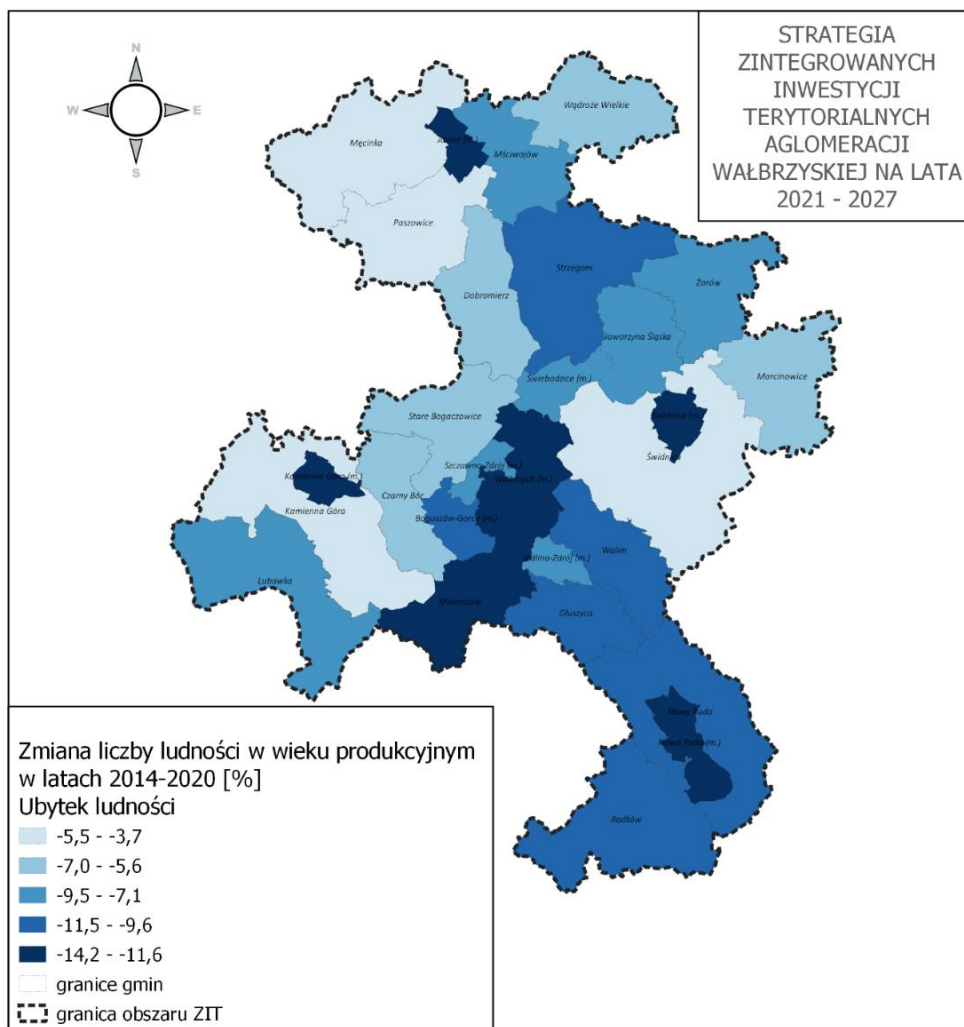 N
W E
S
STRATEGIA
ZINTEGROWANYCH
INWESTYCJI
TERYTORIALNYCH
AGLOMERACJI
WAŁBRZYSKIEJ NA LATA
2021 - 2027
Wądroże Wielkie
Męcinka
Jawor (m.)
Mściwojów
Paszowice
Strzegom
Żarów
Dobromierz
Jaworzyna Śląska
Świebodzice (m.)
Marcinowice
Stare Bogaczowice
Świdnica (m.)
Świdnica
Szczawno-Zdrój (m.)
Kamienna Góra (m.)
Wałbrzych (m.)
Czarny Bór
Kamienna Góra
Boguszów-Gorce (m.)
Walim
Jedlina-Zdrój (m.)
Lubawka
Mieroszów
Głuszyca
Nowa Ruda
Nowa Ruda (m.)
Radków
Zmiana liczby ludności w wieku produkcyjnym
w latach 2014-2020 [%]
Ubytek ludności
-5,5 - -3,7
-7,0 - -5,6
-9,5 - -7,1
-11,5 - -9,6
-14,2 - -11,6
granice gmin
granica obszaru ZIT